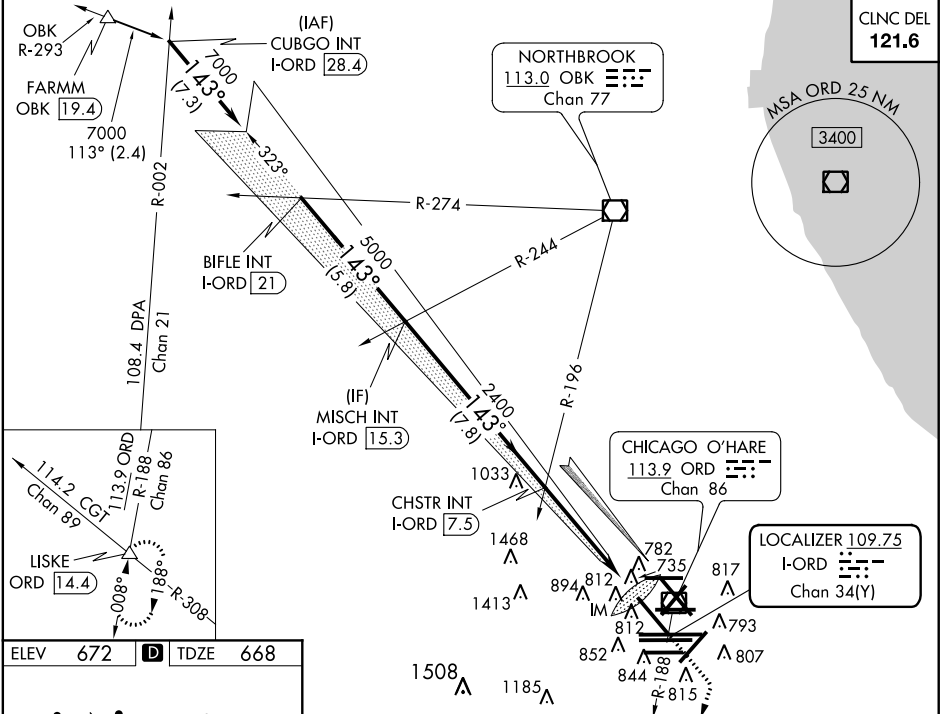 OBK
R-293
FARMM
OBK 19.4
7000
113° (2.4)
(IAF)
CUBGO INT
I-ORD 28.4
7000
143°
(7.3)
NORTHBROOK
113.0 OBK
Chan 77
CLNC DEL
121.6
MSA ORD 25 NM
3400
323°
R-002
R-274
BIFLE INT
I-ORD 21
5000
143°
(5.8)
R-244
108.4 DPA
Chan 21
(IF)
MISCH INT
I-ORD 15.3
2400
143°
(7.8)
R-196
CHICAGO O'HARE
113.9 ORD
Chan 86
1033
CHSTR INT
I-ORD 7.5
114.2 CGT
Chan 89
113.9 ORD
R-188
Chan 86
LISKE
ORD 14.4
008°
188°
R-308
LOCALIZER 109.75
I-ORD
Chan 34(Y)
1468
1413
894
812
782
735
817
IM
812
793
852
844
807
R-188
815
1508
1185
ELEV 672 D TDZE 668